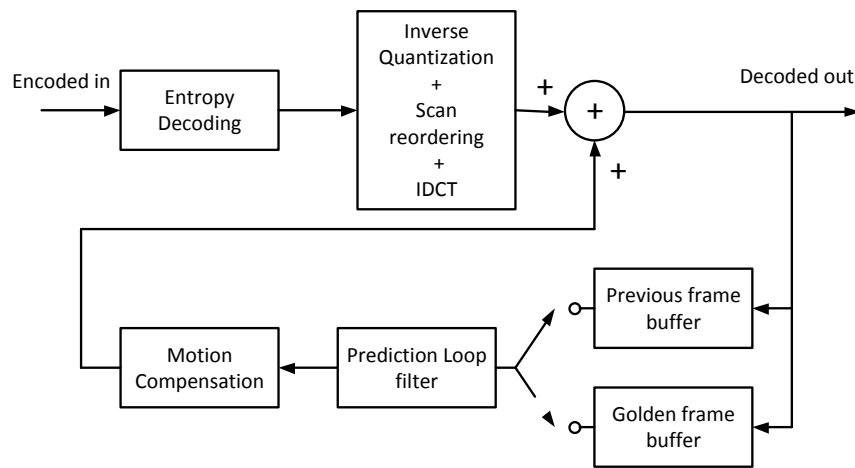 Encoded in
Entropy
Decoding
Inverse
Quantization
+
Scan
reordering
+
IDCT
+
+
+
Decoded out
Previous frame
buffer
Motion
Compensation
Prediction Loop
filter
Golden frame
buffer